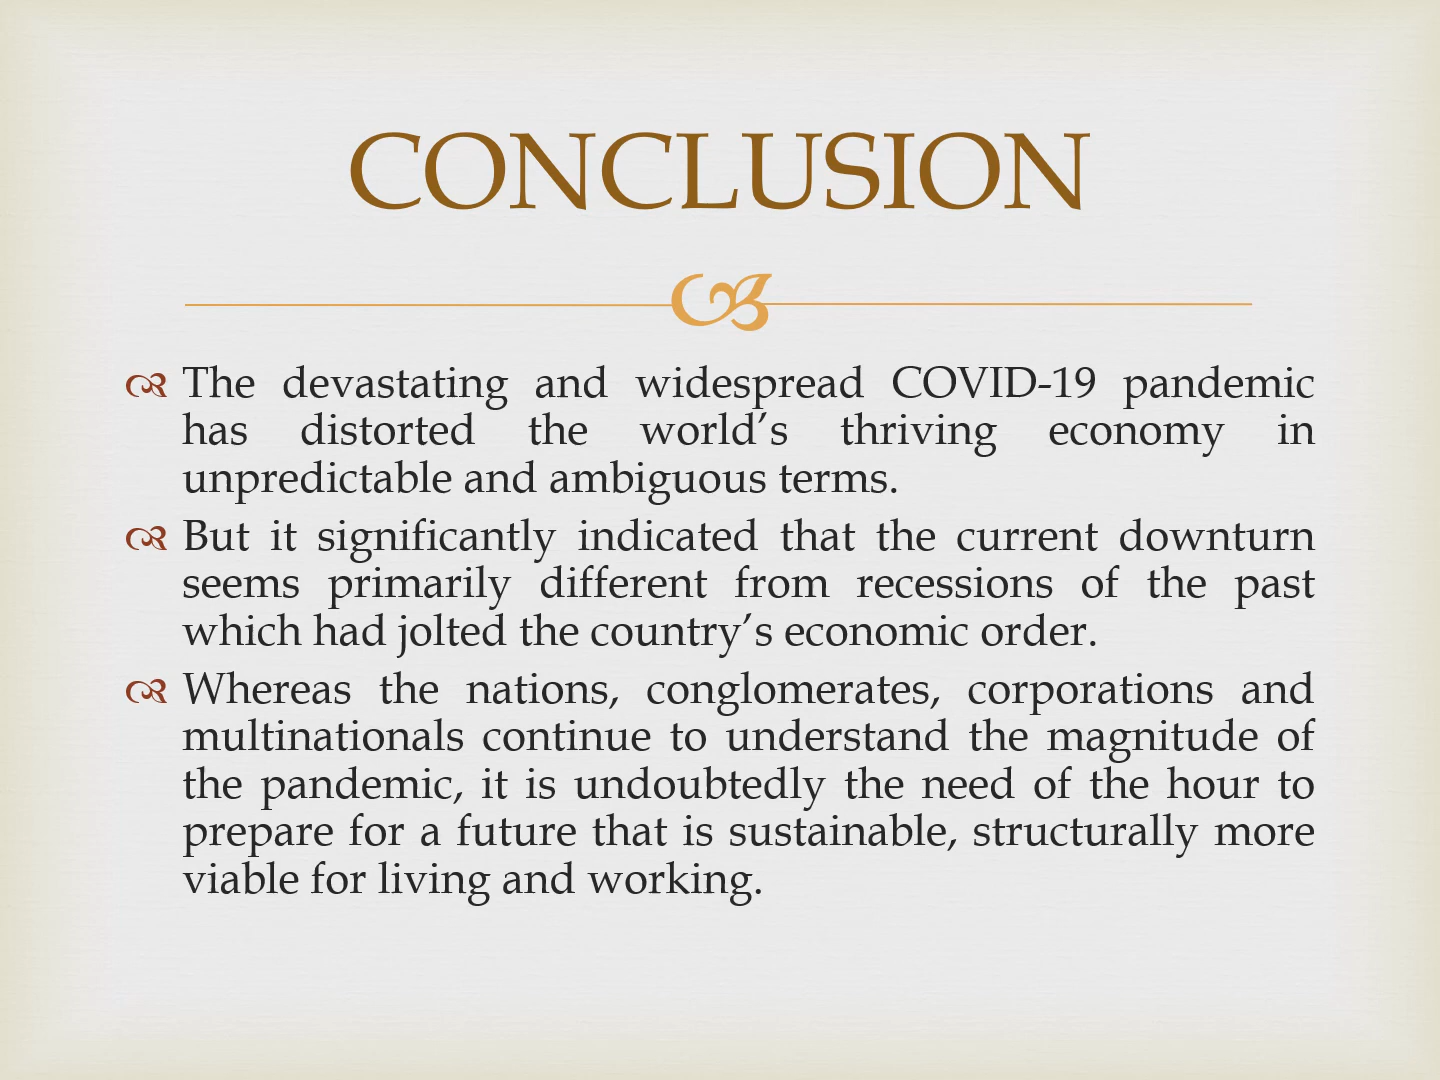 CONCLUSION
The devastating and widespread COVID-19 pandemic
has distorted the world’s thriving economy in
unpredictable and ambiguous terms.
But it significantly indicated that the current downturn
seems primarily different from recessions of the past
which had jolted the country’s economic order.
Whereas the nations, conglomerates, corporations and
multinationals continue to understand the magnitude of
the pandemic, it is undoubtedly the need of the hour to
prepare for a future that is sustainable, structurally more
viable for living and working.